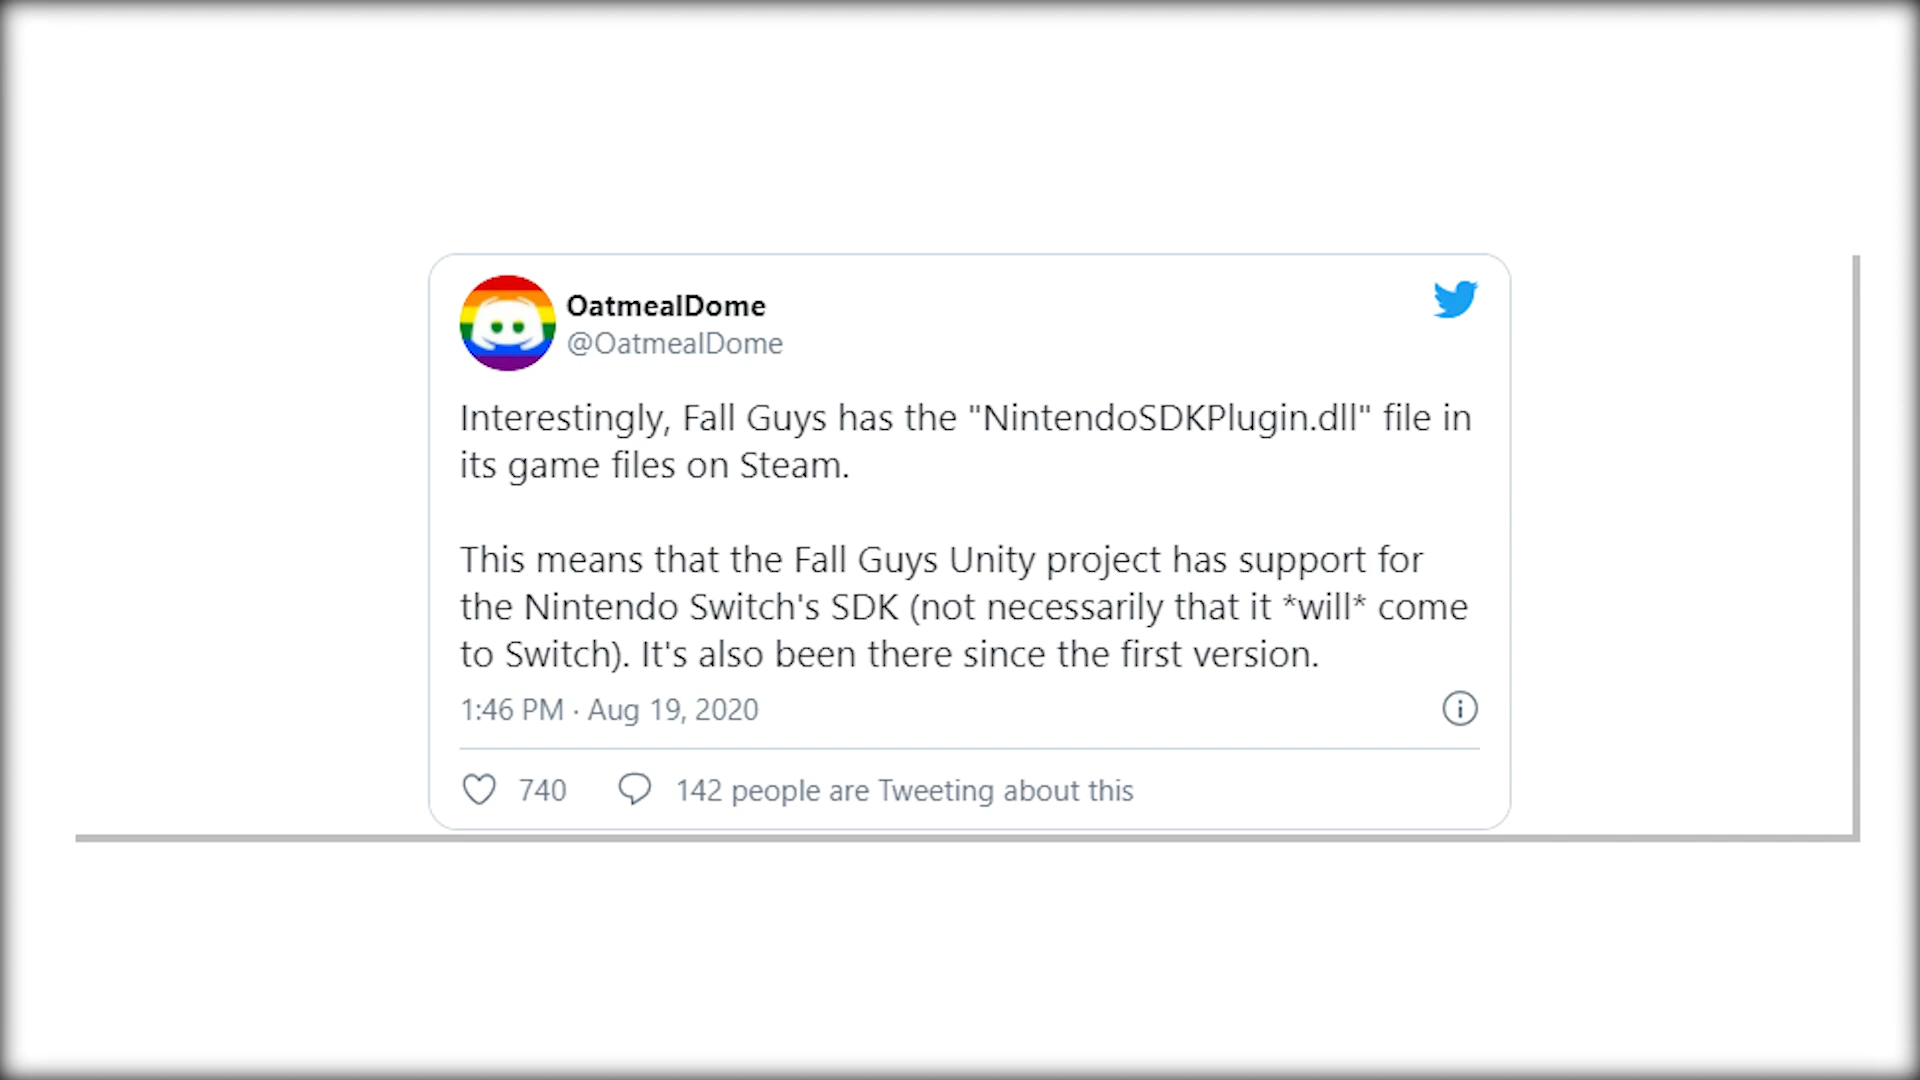 OatmealDome
@OatmealDome
Interestingly, Fall Guys has the "NintendoSDKPlugin.dll" file in
its game files on Steam.
This means that the Fall Guys Unity project has support for
the Nintendo Switch's SDK (not necessarily that it *will* come
to Switch). It's also been there since the first version.
1:46 PM · Aug 19, 2020
740 142 people are Tweeting about this